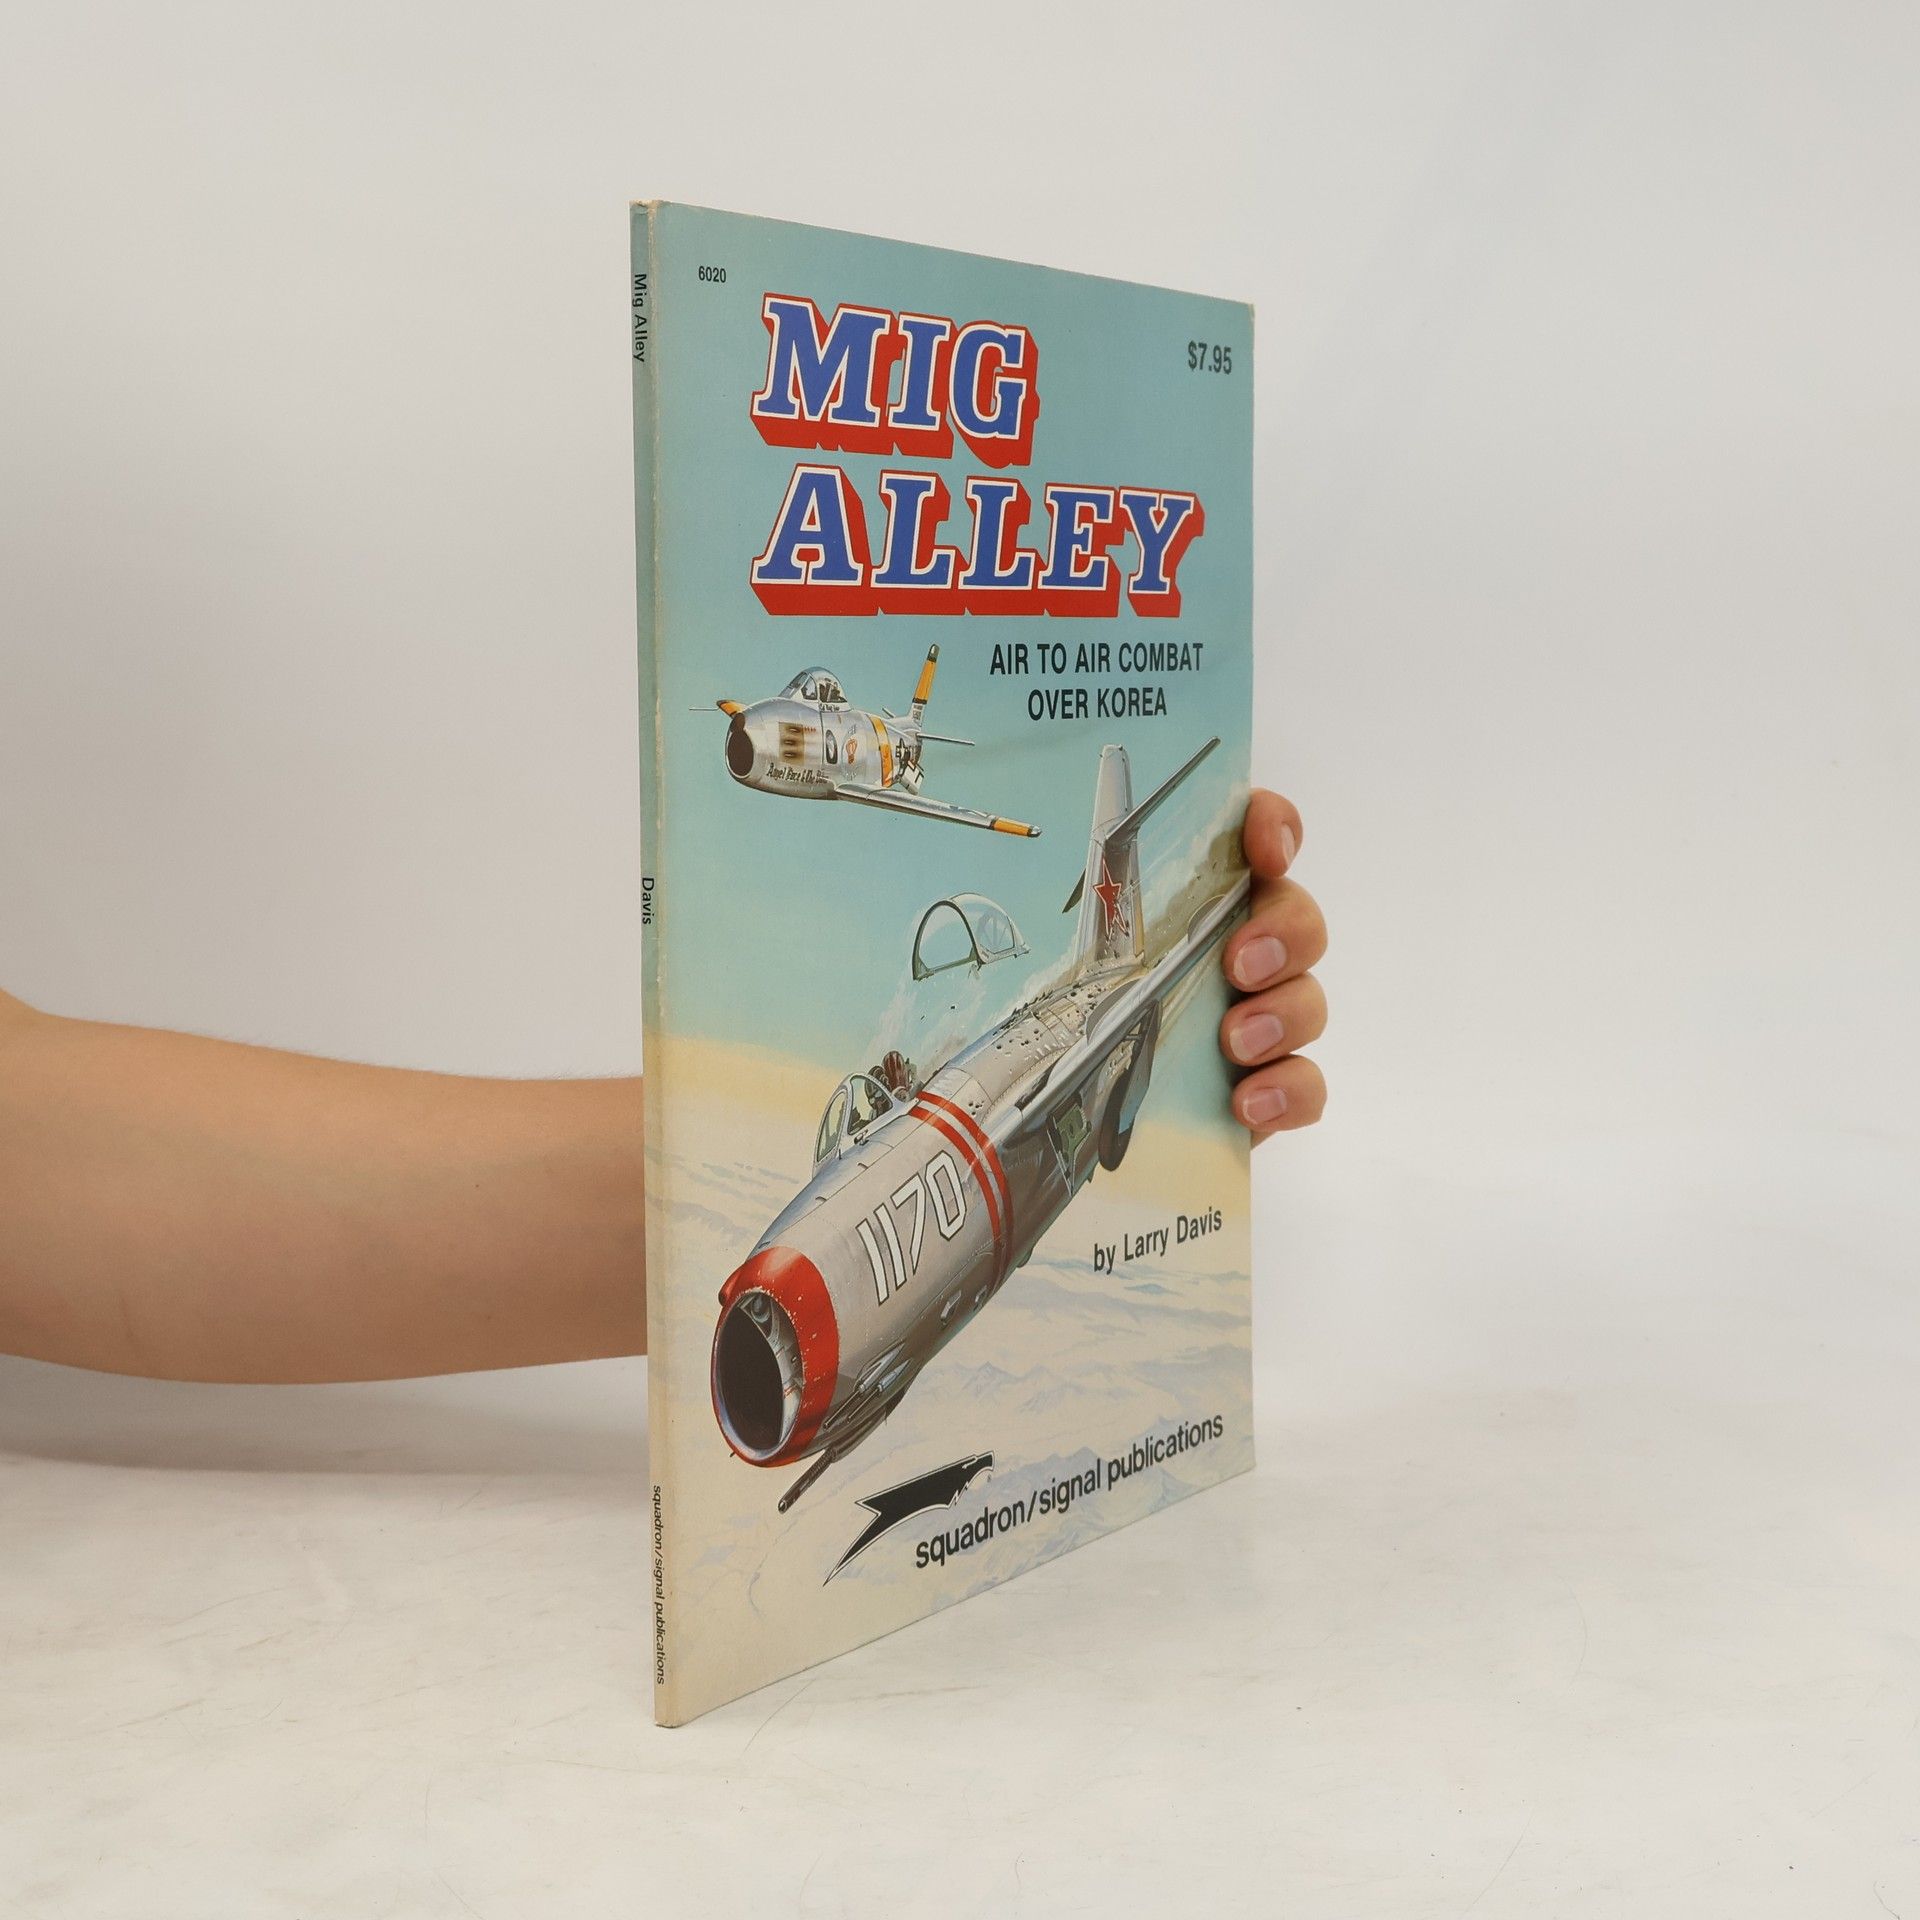 Mig Alley
Davis
squadron/signal publications
6020
$7.95
MIG
ALLEY
AIR TO AIR COMBAT
OVER KOREA
1170
by Larry Davis
squadron/signal publications